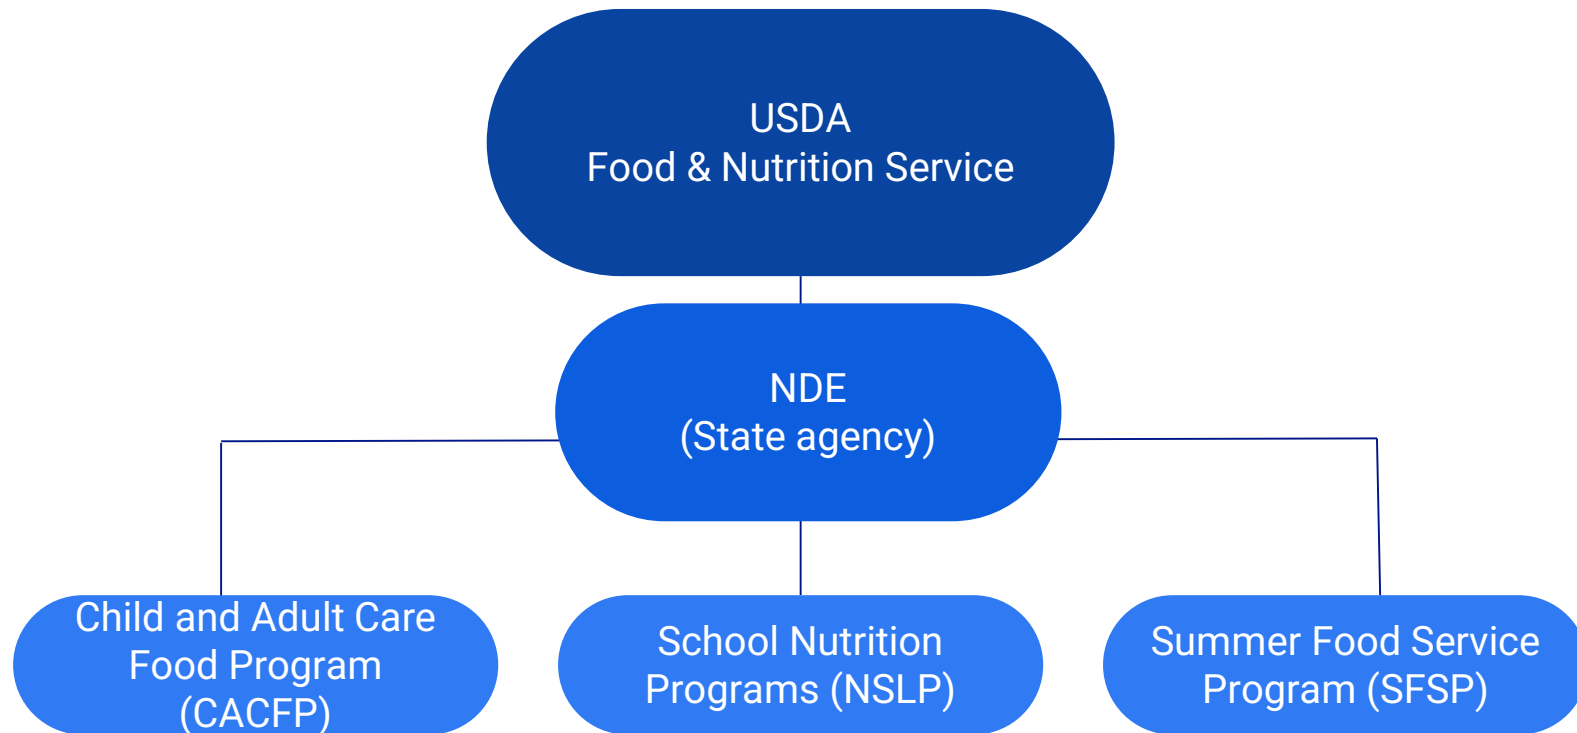 USDA
Food & Nutrition Service
NDE
(State agency)
Child and Adult Care
Food Program
(CACFP)
School Nutrition
Programs (NSLP)
Summer Food Service
Program (SFSP)